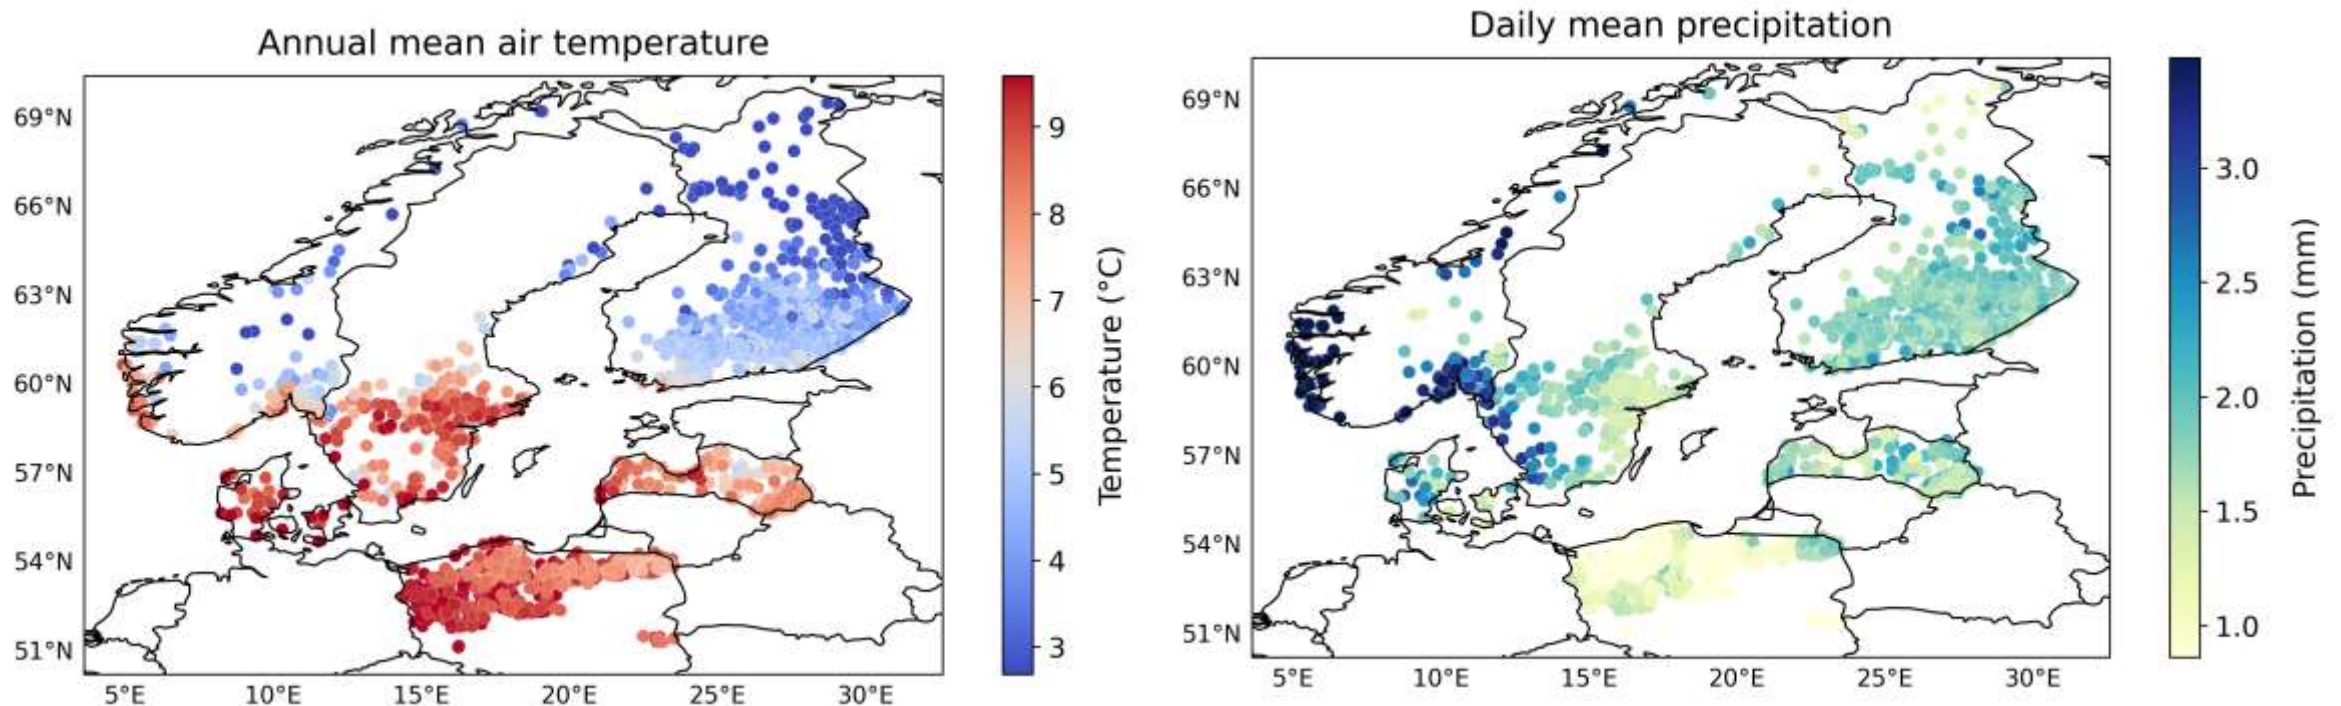 Annual mean air temperature
69°N
66°N
63°N
60°N
57°N
54°N
51°N
5°E 10°E 15°E 20°E 25°E 30°E
9
8
7
6
5
4
3
Temperature (°C)
Daily mean precipitation
69°N
66°N
63°N
60°N
57°N
54°N
51°N
5°E 10°E 15°E 20°E 25°E 30°E
3.0
2.5
2.0
1.5
1.0
Precipitation (mm)